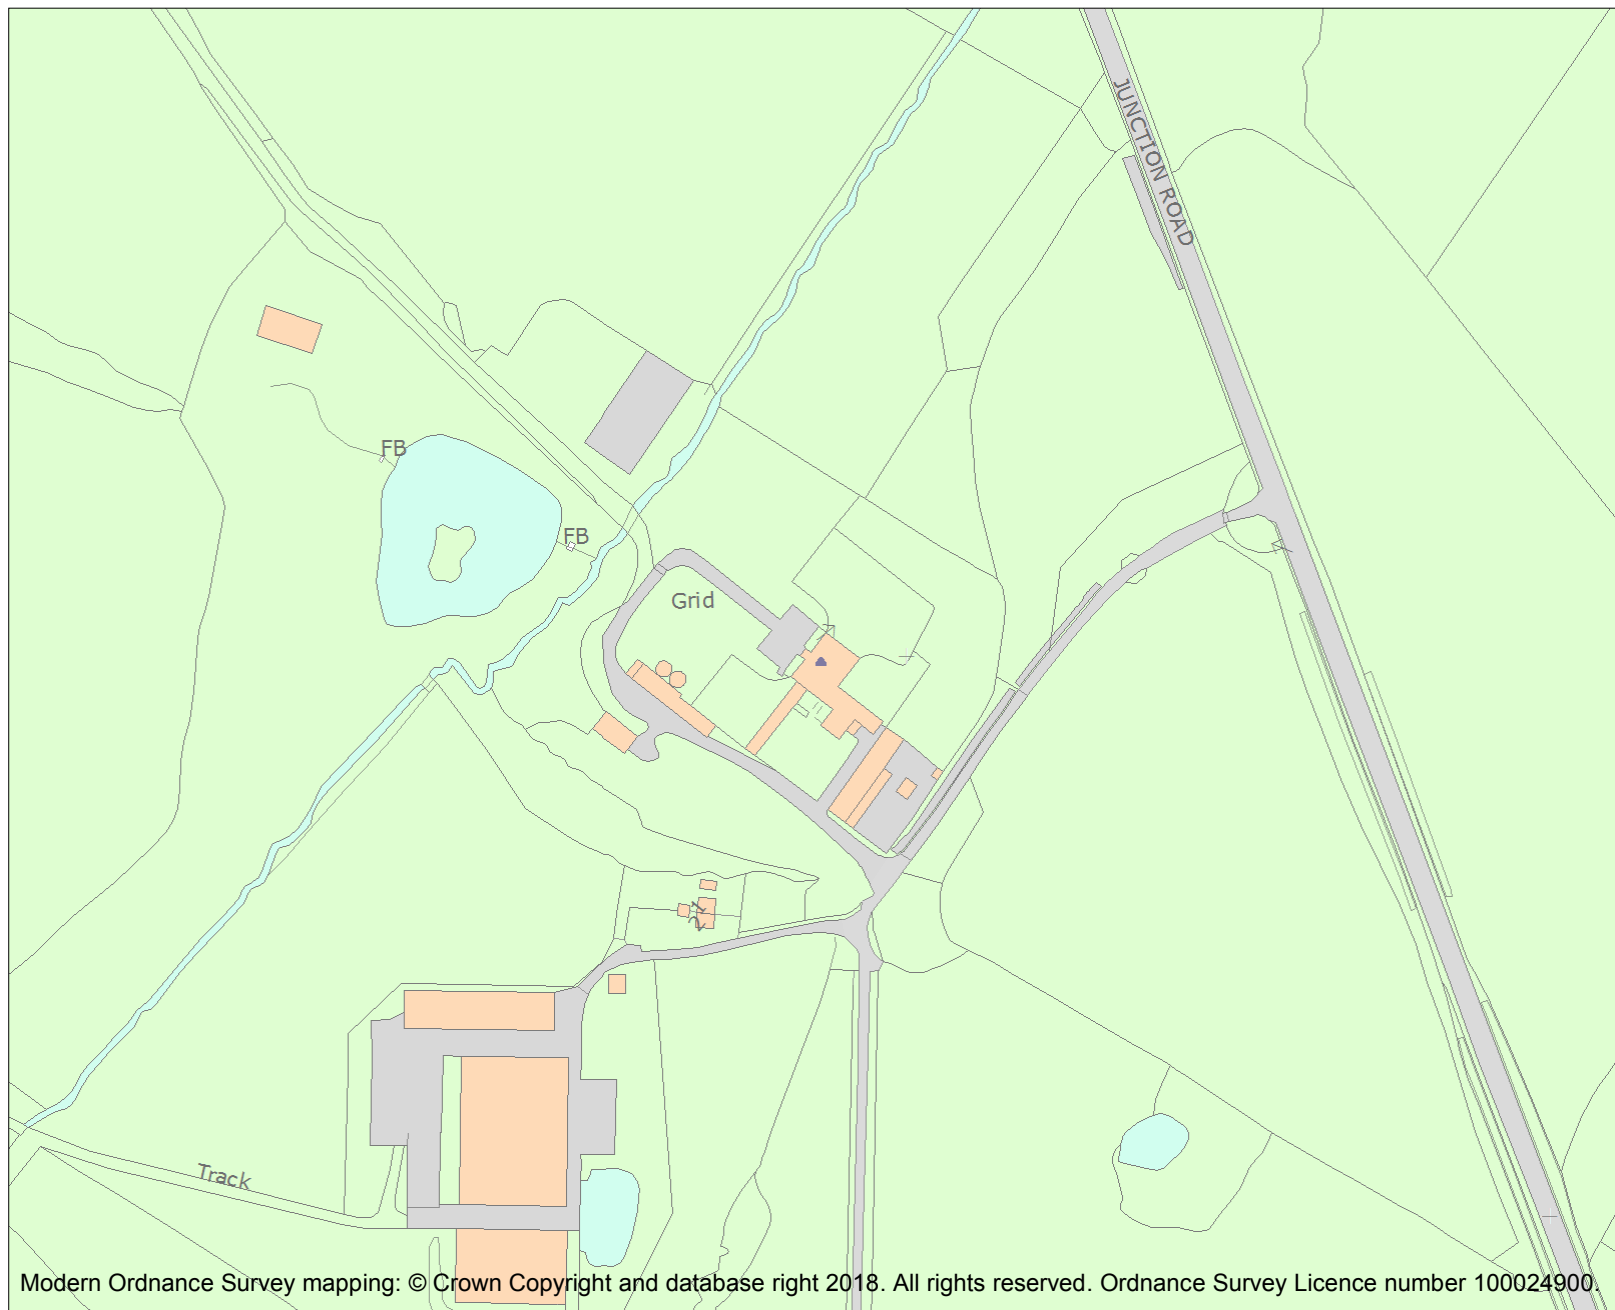 JUNCTION ROAD
FB
FB
Grid
21
Track
Modern Ordnance Survey mapping: © Crown Copyright and database right 2018. All rights reserved. Ordnance Survey Licence number 100024900.